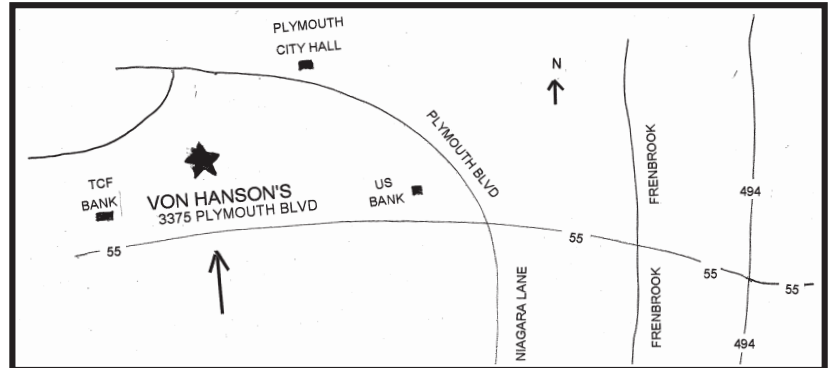 PLYMOUTH
CITY HALL
N
PLYMOUTH BLVD
FRENBROOK
TCF
BANK
VON HANSON'S
3375 PLYMOUTH BLVD
US
BANK
494
55
55
55
55
NIAGARA LANE
FRENBROOK
494